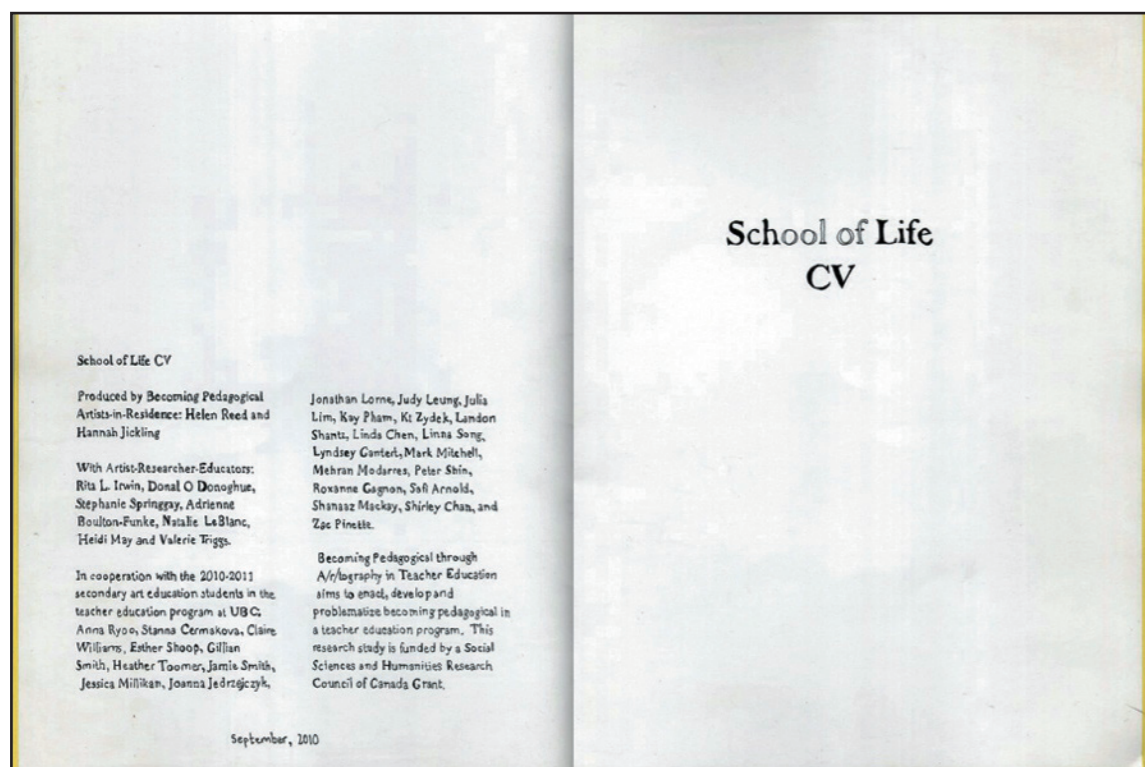 School of Life CV
Produced by Becoming Pedagogical
Artists-in-Residence: Helen Reed and
Hannah Jickling
With Artist-Researcher-Educators:
Rita L. Irwin, Donal O Donoghue,
Stephanie Springgay, Adrienne
Boulton-Funke, Natalie LeBlanc,
Heidi May and Valerie Triggs.
In cooperation with the 2010-2011
secondary art education students in the
teacher education program at UBC:
Anna Ryoo, Stanna Cermakova, Claire
Williams, Esther Shoop, Gillian
Smith, Heather Toomer, Jamie Smith,
Jessica Millikan, Joanna Jedrzejczyk,
Jonathan Lorne, Judy Leung, Julia
Lim, Kay Pham, Kt Zydek, Landon
Shantz, Linda Chen, Linna Song,
Lyndsey Gantert, Mark Mitchell,
Mehran Modarres, Peter Shin,
Roxanne Gagnon, Safi Arnold,
Shanaaz Mackay, Shirley Chan, and
Zac Pinette.
Becoming Pedagogical through
A/r/tography in Teacher Education
aims to enact, develop and
problematize becoming pedagogical in
a teacher education program. This
research study is funded by a Social
Sciences and Humanities Research
Council of Canada Grant.
September, 2010
School of Life
CV